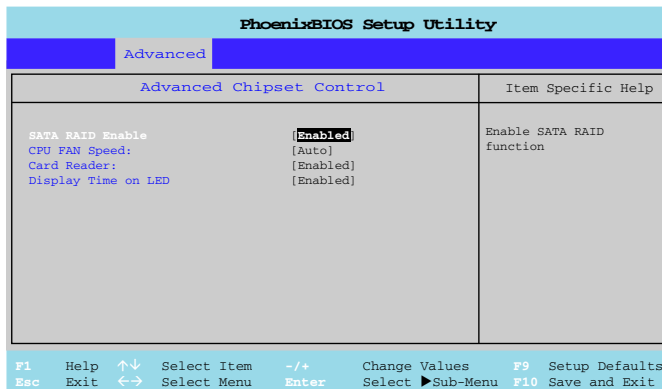 PhoenixBIOS Setup Utility
Advanced
Advanced Chipset Control
Item Specific Help
SATA RAID Enable [Enabled]
CPU FAN Speed: [Auto]
Card Reader: [Enabled]
Display Time on LED [Enabled]
Enable SATA RAID
function
F1 Help ↑↓ Select Item -/+ Change Values F9 Setup Defaults
Esc Exit ←→ Select Menu Enter Select ▶Sub-Menu F10 Save and Exit